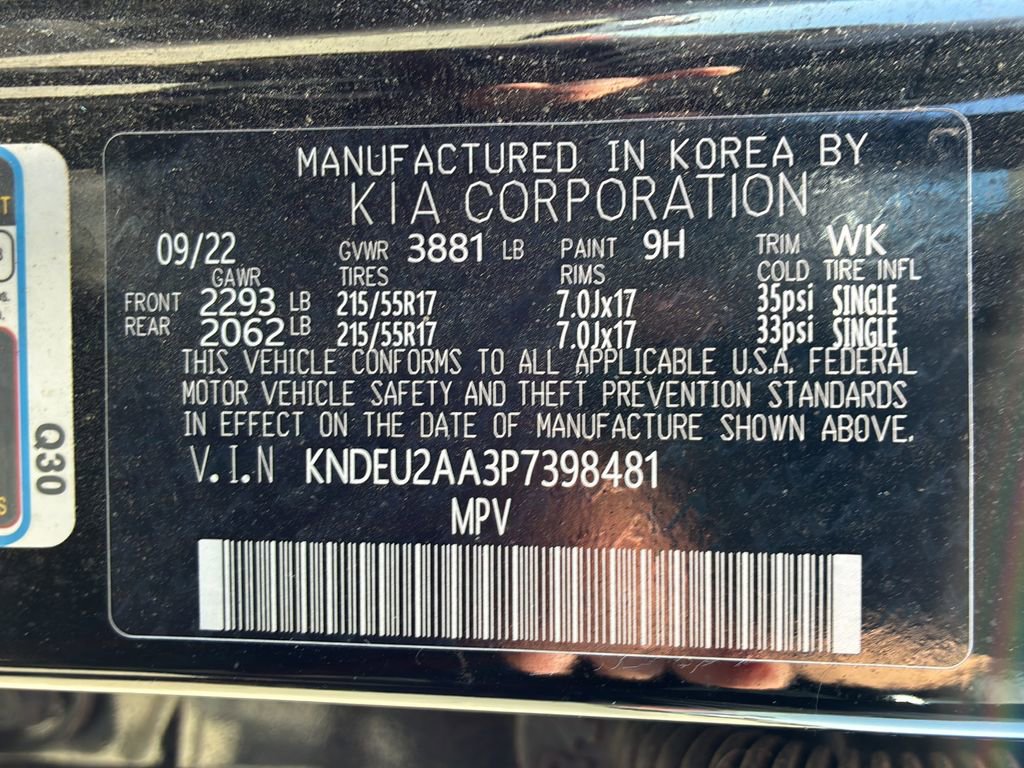 MANUFACTURED IN KOREA BY
KIA CORPORATION
09/22 GVWR 3881 LB PAINT 9H TRIM WK
GAWR TIRES RIMS COLD TIRE INFL
FRONT 2293 LB 215/55R17 7.0Jx17 35psi SINGLE
REAR 2062 LB 215/55R17 7.0Jx17 33psi SINGLE
THIS VEHICLE CONFORMS TO ALL APPLICABLE U.S.A. FEDERAL
MOTOR VEHICLE SAFETY AND THEFT PREVENTION STANDARDS
IN EFFECT ON THE DATE OF MANUFACTURE SHOWN ABOVE.
V.I.N KNDEU2AA3P7398481
MPV
Q30